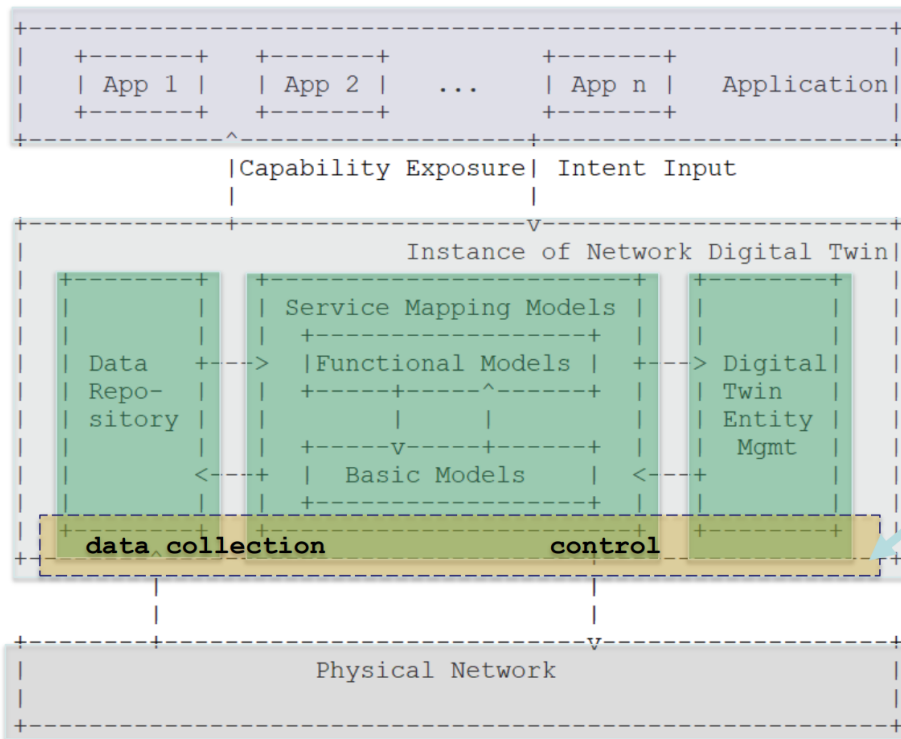 App 1 App 2 ... App n Application
Capability Exposure Intent Input
Instance of Network Digital Twin
Service Mapping Models
Data Functional Models Digital
Repo- Twin
sitory Entity
Mgmt
Basic Models
data collection control
Physical Network